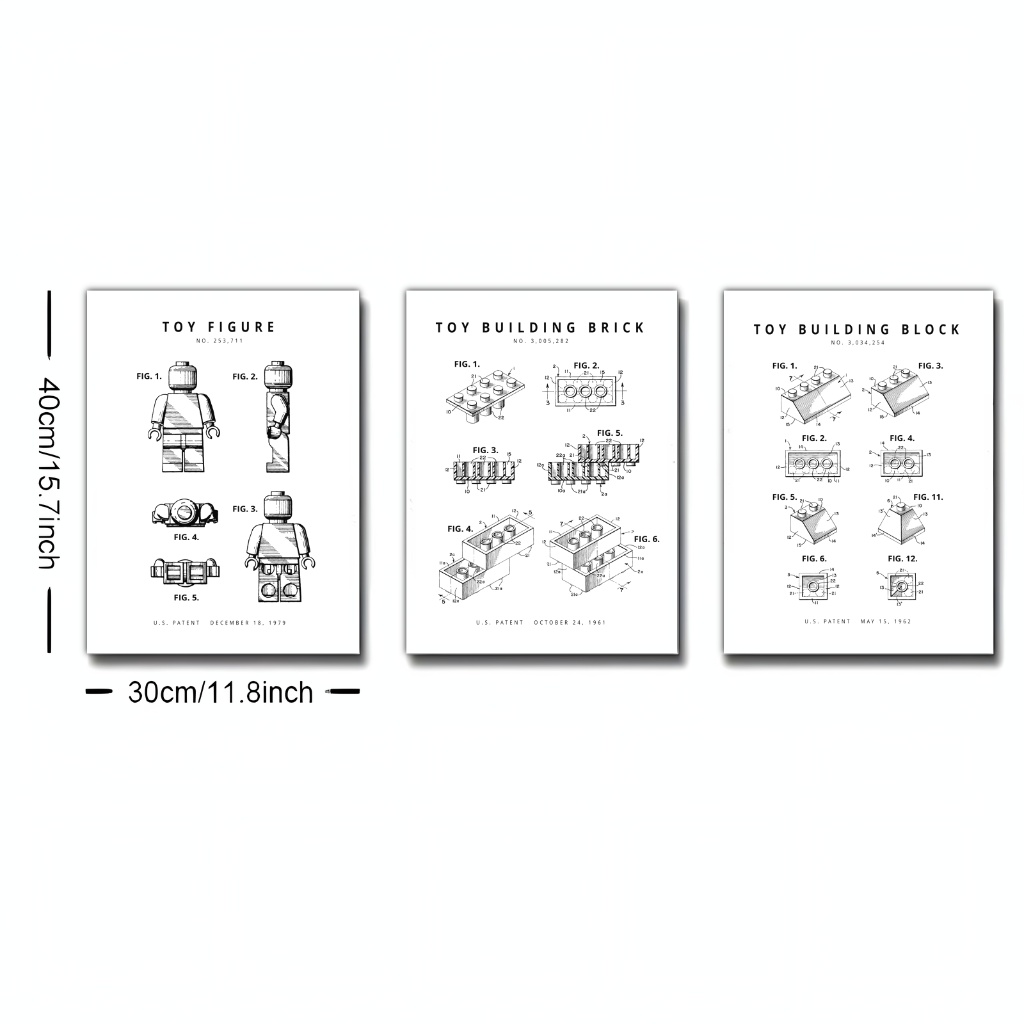 40cm/15.7inch
30cm/11.8inch
TOY FIGURE
NO. 253,711
FIG. 1.
FIG. 2.
FIG. 3.
FIG. 4.
FIG. 5.
U.S. PATENT DECEMBER 18, 1979
TOY BUILDING BRICK
NO. 3,005,282
FIG. 1.
FIG. 2.
FIG. 3.
FIG. 5.
FIG. 4.
FIG. 6.
U.S. PATENT OCTOBER 24, 1961
TOY BUILDING BLOCK
NO. 3,034,254
FIG. 1.
FIG. 3.
FIG. 2.
FIG. 4.
FIG. 5.
FIG. 11.
FIG. 6.
FIG. 12.
U.S. PATENT MAY 15, 1962